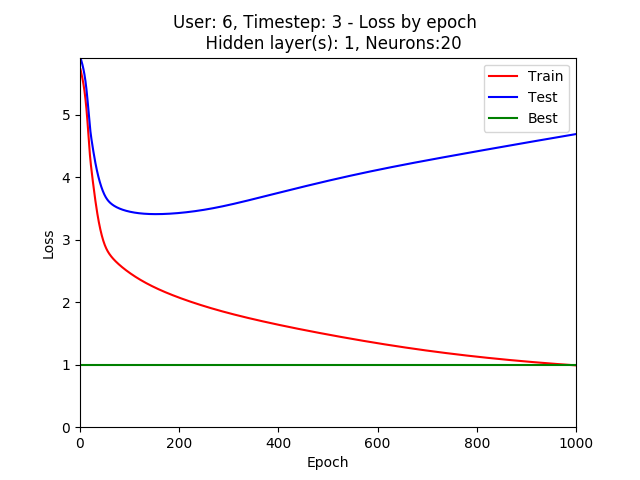 User: 6, Timestep: 3 - Loss by epoch
Hidden layer(s): 1, Neurons:20
Train
Test
Best
Loss
5
4
3
2
1
0
0 200 400 600 800 1000
Epoch